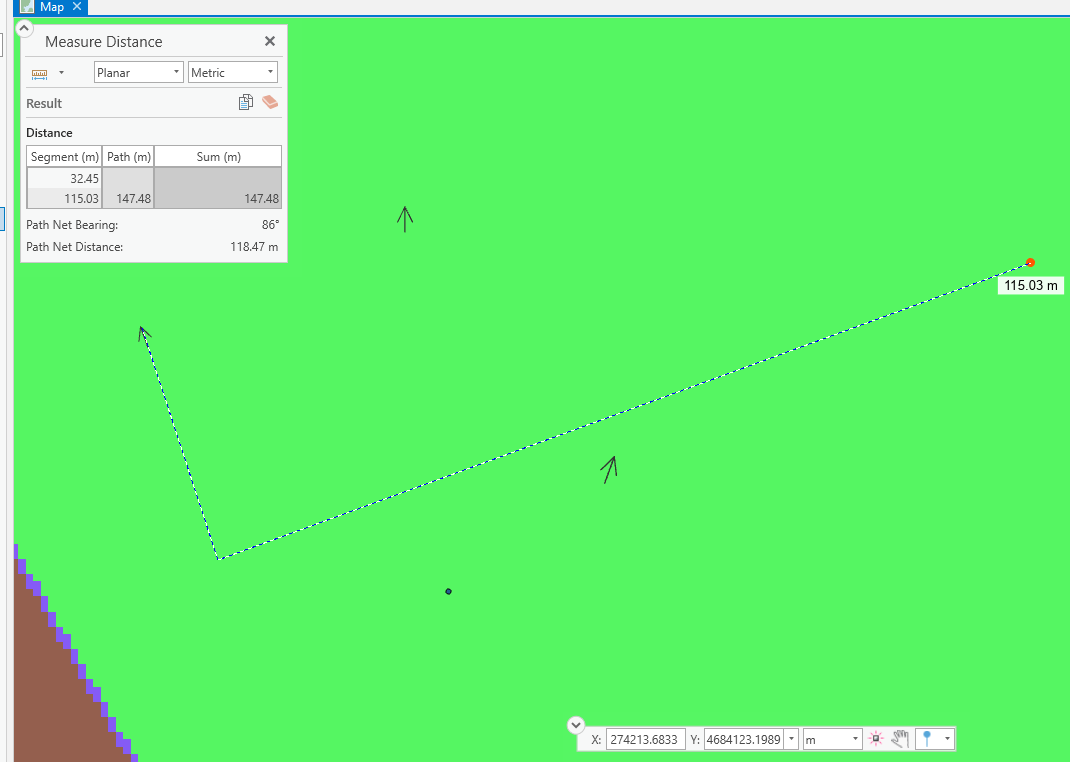 Map
Measure Distance
Planar Metric
Result
Distance
Segment (m) Path (m) Sum (m)
32.45
115.03 147.48 147.48
Path Net Bearing: 86°
Path Net Distance: 118.47 m
115.03 m
X: 274213.6833 Y: 4684123.1989 m